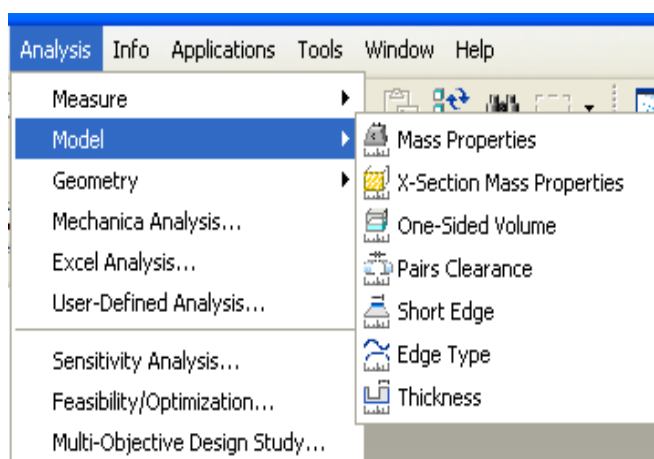 Analysis Info Applications Tools Window Help
Measure
Model
Geometry
Mechanica Analysis...
Excel Analysis...
User-Defined Analysis...
Sensitivity Analysis...
Feasibility/Optimization...
Multi-Objective Design Study...
Mass Properties
X-Section Mass Properties
One-Sided Volume
Pairs Clearance
Short Edge
Edge Type
Thickness